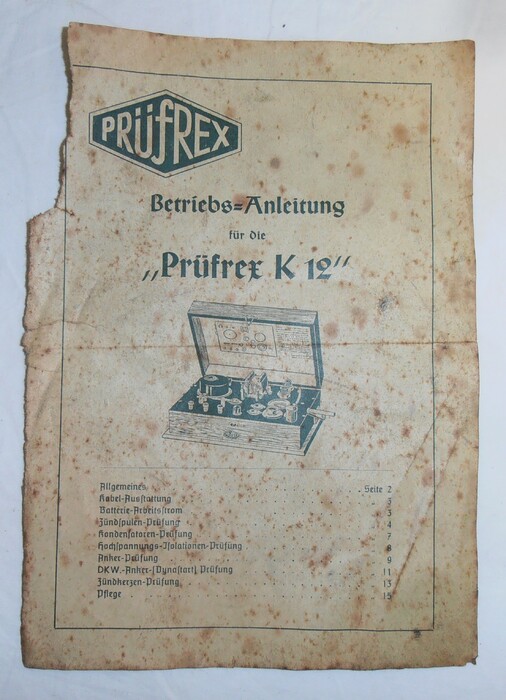 PRÜFREX
Betriebs=Anleitung
für die
„Prüfrex K 12"
Allgemeines . . . Seite 2
Kabel-Ausstattung . . . 3
Batterie-Arbeitsstrom . . . 3
Zündspulen-Prüfung . . . 4
Kondensatoren-Prüfung . . . 7
Hochspannungs-Isolationen-Prüfung . . . 8
Anker-Prüfung . . . 9
DKW.-Anker-[Dynastart] Prüfung . . . 11
Zündkerzen-Prüfung . . . 13
Pflege . . . 15